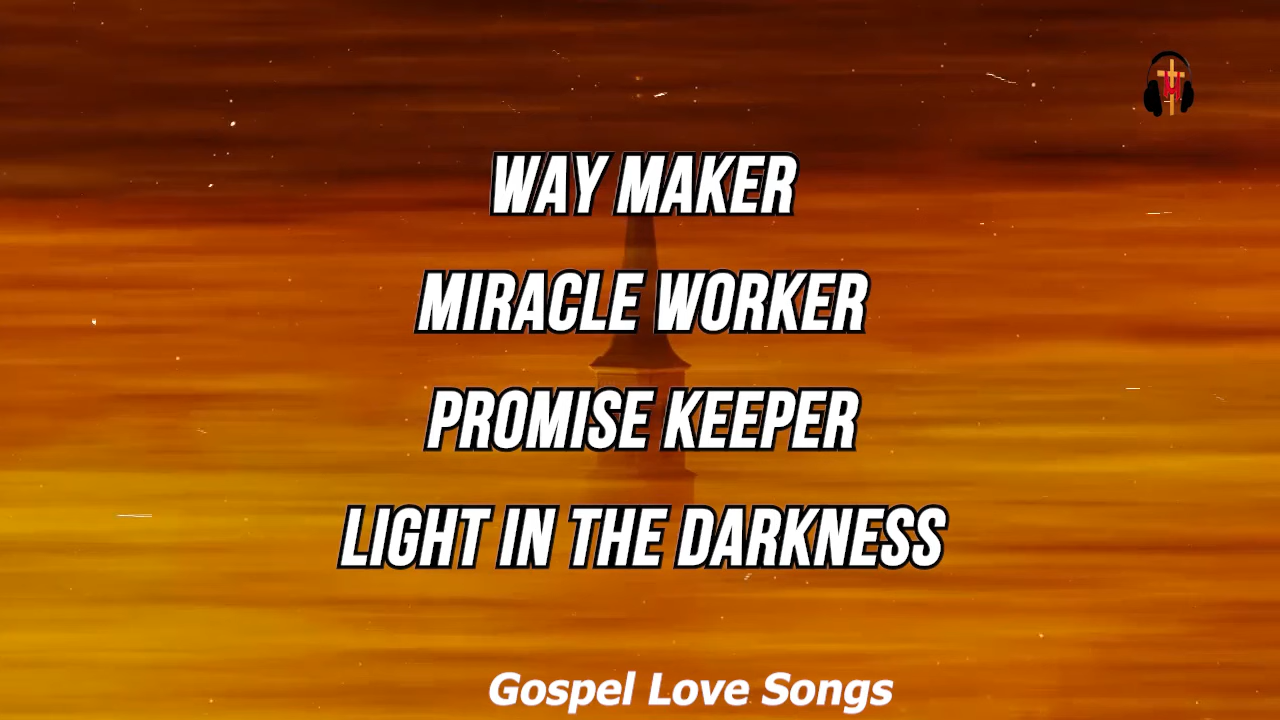 WAY MAKER
MIRACLE WORKER
PROMISE KEEPER
LIGHT IN THE DARKNESS
Gospel Love Songs